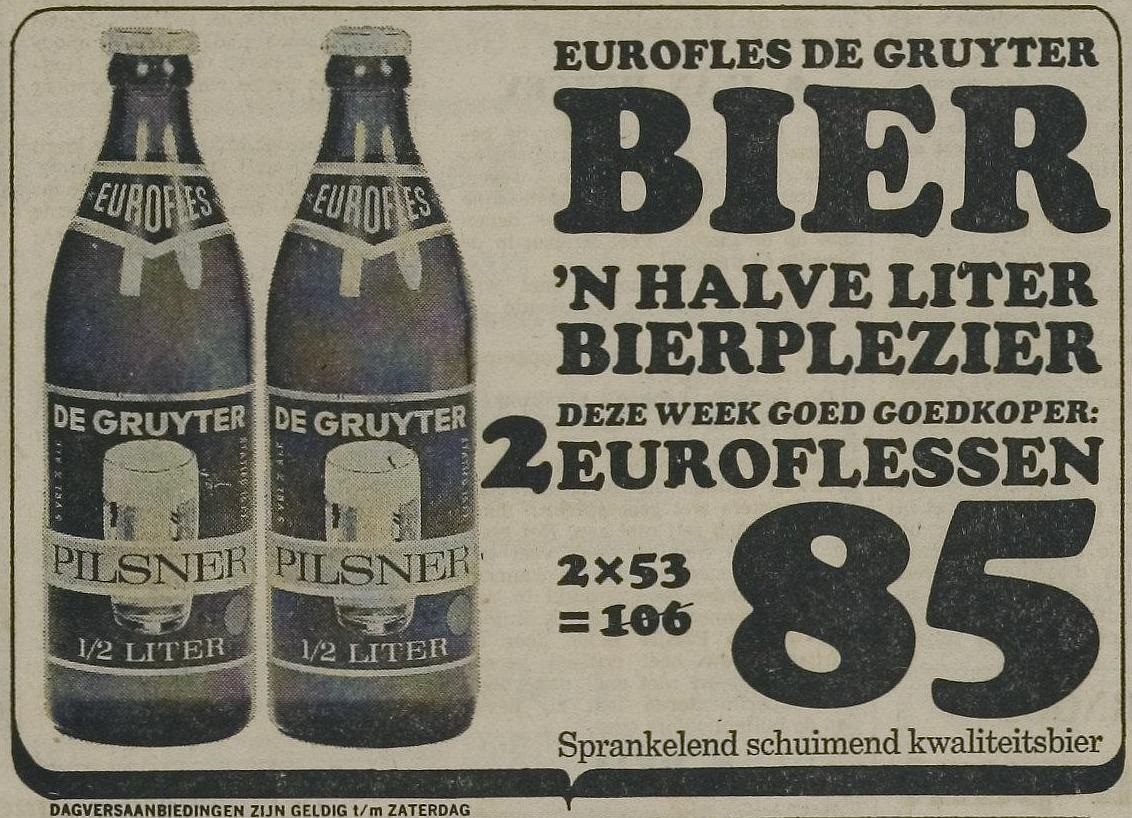 EUROFLES
DE GRUYTER
PILSNER
1/2 LITER
EUROFLES
DE GRUYTER
PILSNER
1/2 LITER
EUROFLES DE GRUYTER
BIER
'N HALVE LITER
BIERPLEZIER
DEZE WEEK GOED GOEDKOPER:
2 EUROFLESSEN
2×53
= 106
85
Sprankelend schuimend kwaliteitsbier
DAGVERSAANBIEDINGEN ZIJN GELDIG t/m ZATERDAG